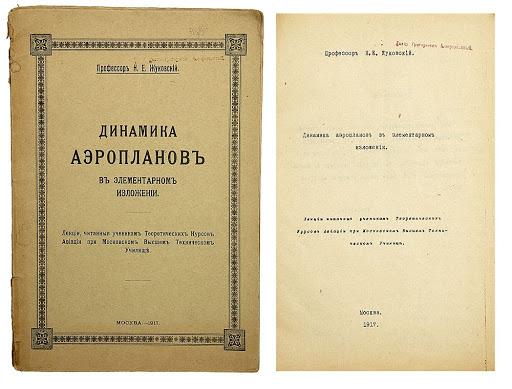 Профессоръ Н. Е. Жуковскій.
ДИНАМИКА
АЭРОПЛАНОВЪ
ВЪ ЭЛЕМЕНТАРНОМЪ
ИЗЛОЖЕНІИ.
Лекціи, читанныя ученикамъ Теоретическихъ Курсовъ
Авіаціи при Московскомъ Высшемъ Техническомъ
Училищѣ.
МОСКВА.—1917.
Профессоръ Н.Е. Жуковскій.
Динамика аэроплановъ въ элементарномъ
изложеніи.
Лекціи читанныя ученикамъ Теоретическихъ
Курсовъ Авіаціи при Московскомъ Высшемъ Техни-
ческомъ Училищѣ.
Москва.
1917.